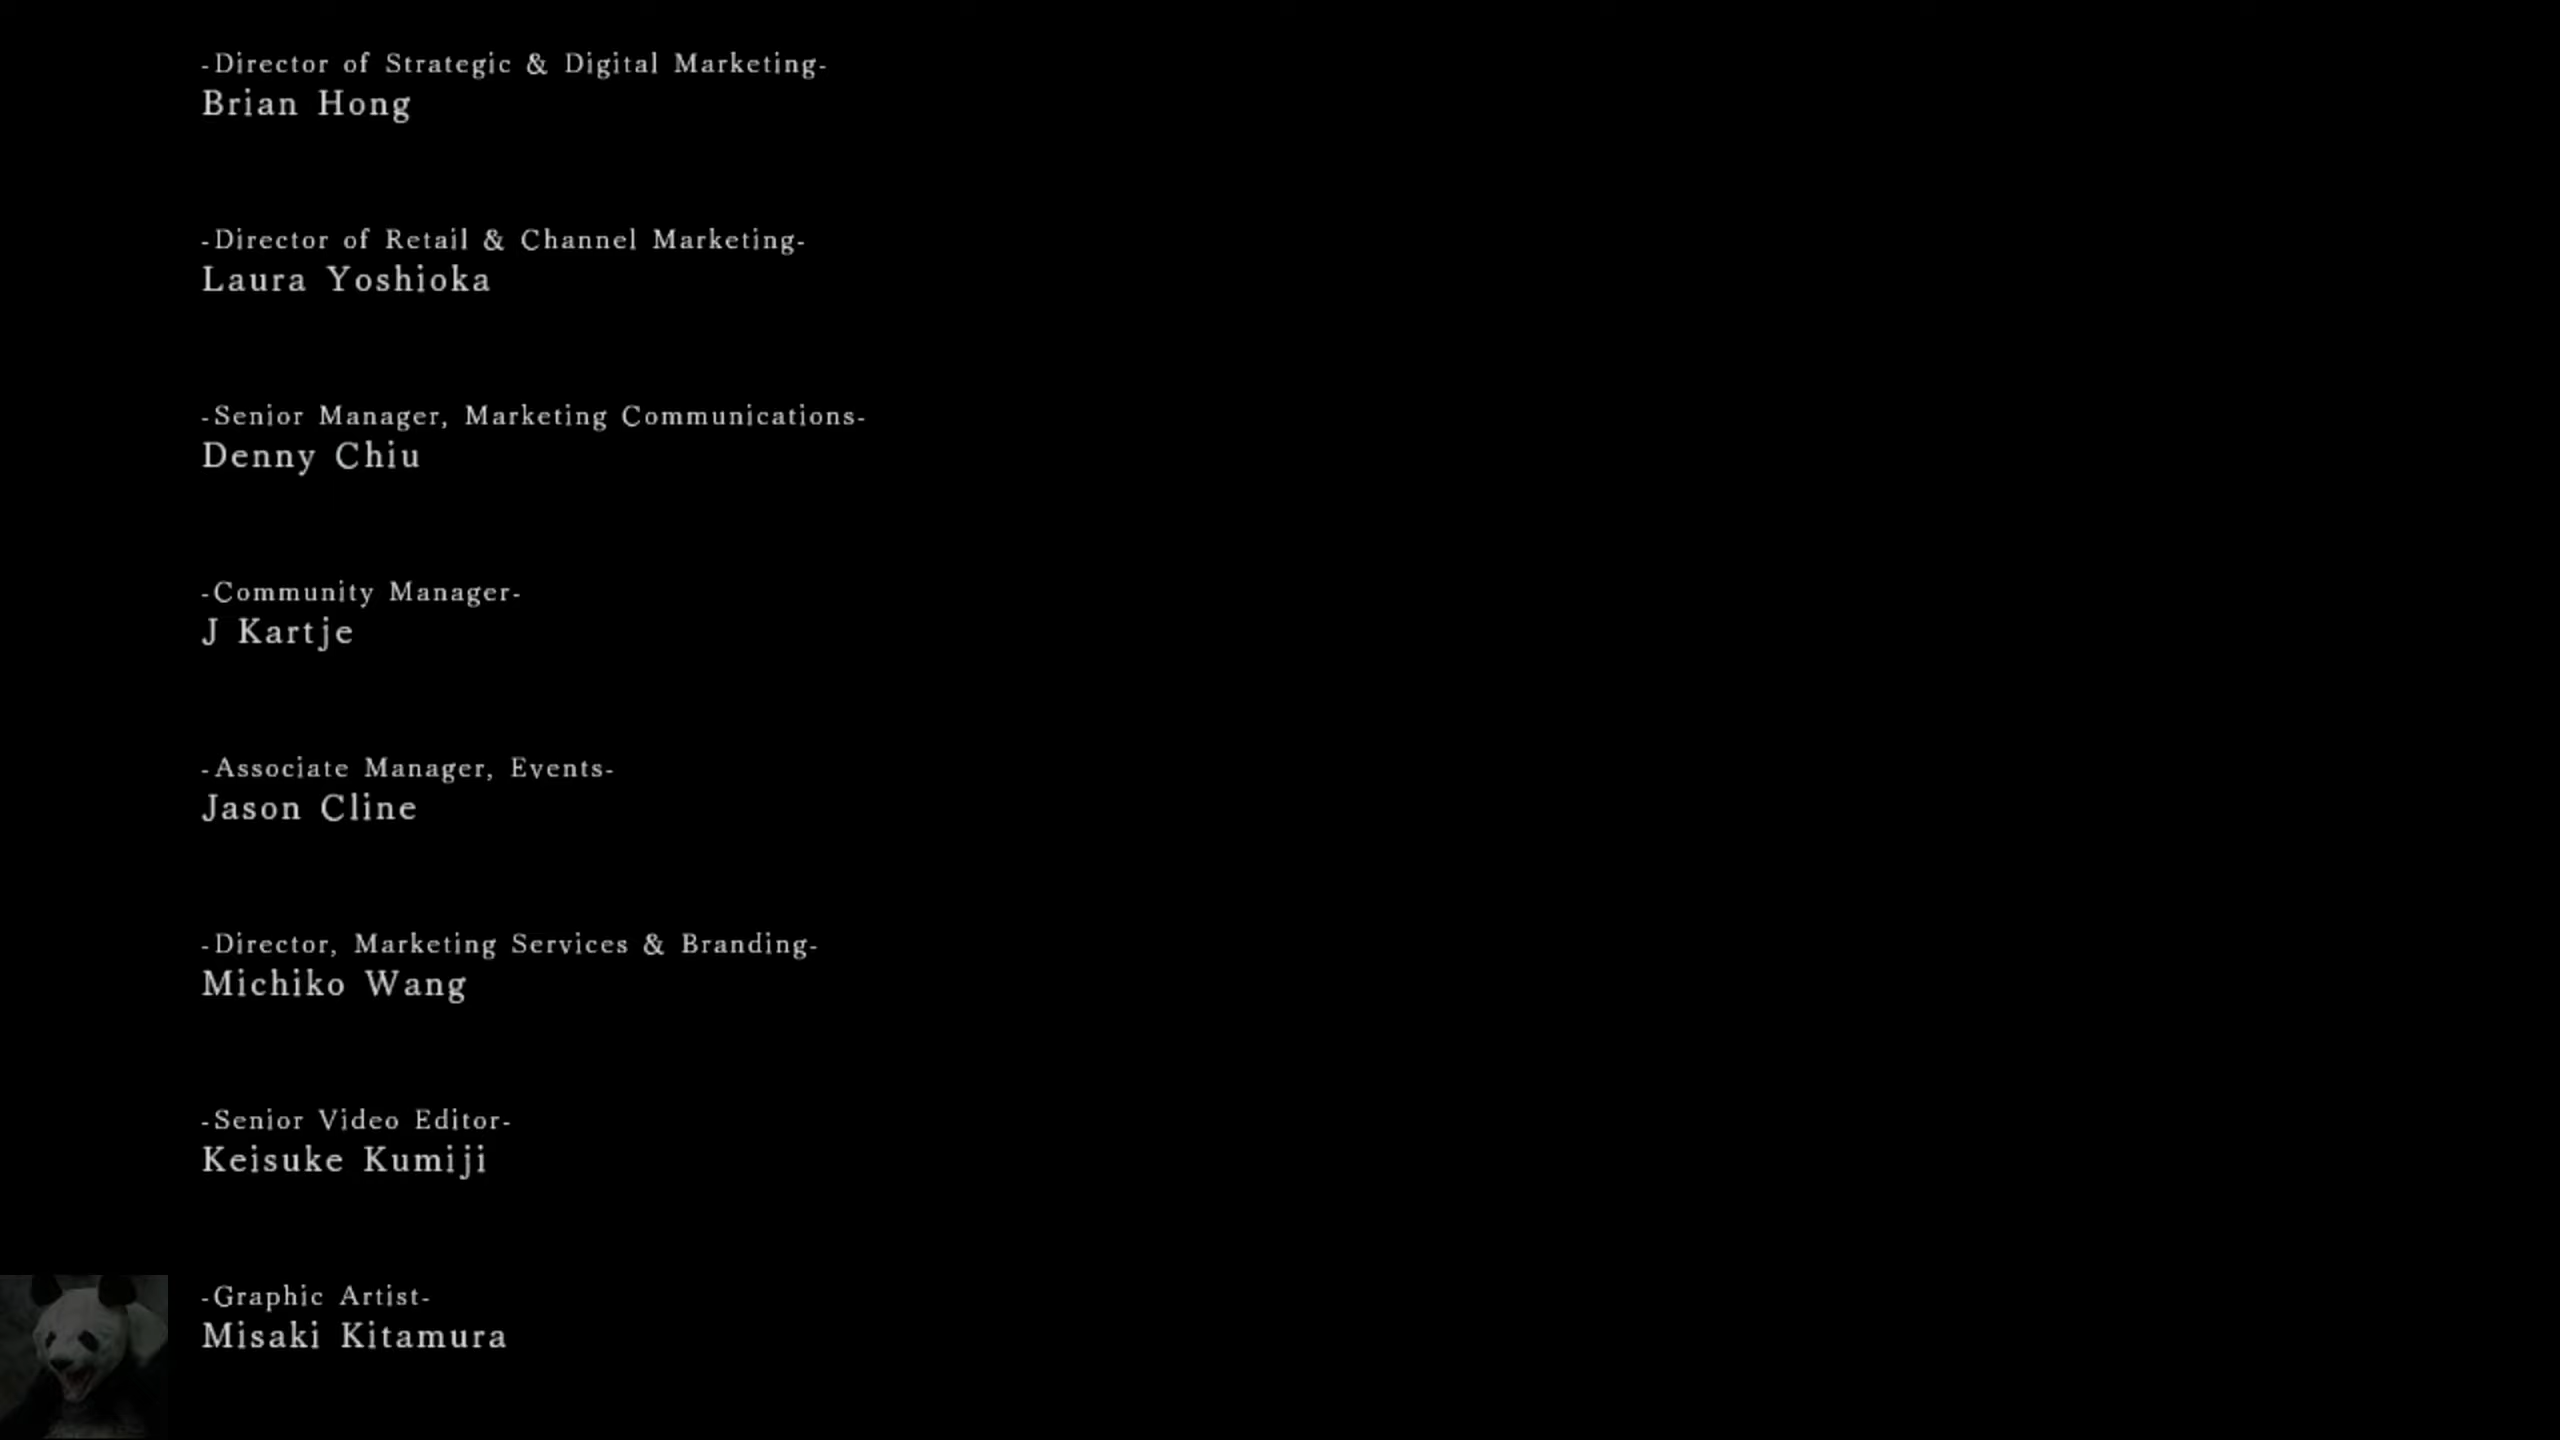 -Director of Strategic & Digital Marketing-
Brian Hong
-Director of Retail & Channel Marketing-
Laura Yoshioka
-Senior Manager, Marketing Communications-
Denny Chiu
-Community Manager-
J Kartje
-Associate Manager, Events-
Jason Cline
-Director, Marketing Services & Branding-
Michiko Wang
-Senior Video Editor-
Keisuke Kumiji
-Graphic Artist-
Misaki Kitamura